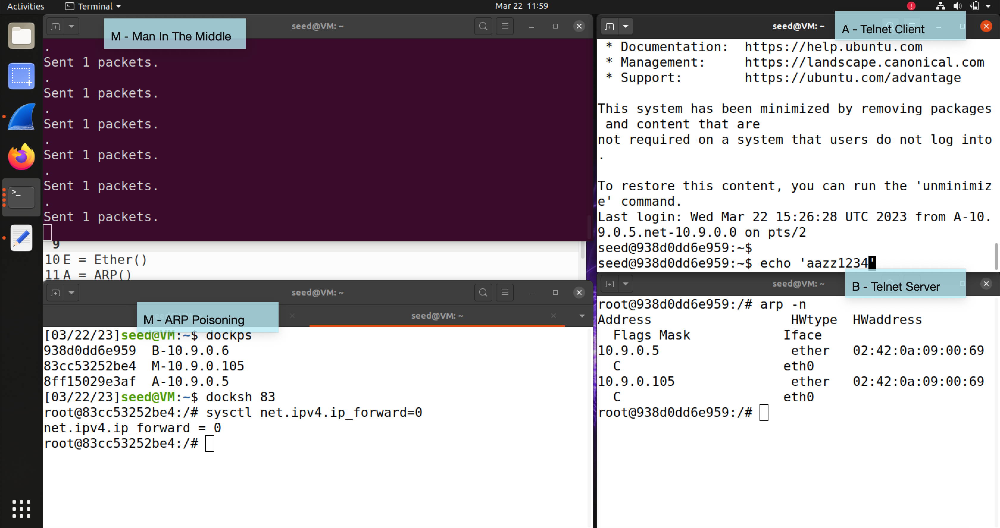 Activities
Terminal
Mar 22 11:59
seed@VM: ~
M - Man In The Middle
.
Sent 1 packets.
.
Sent 1 packets.
.
Sent 1 packets.
.
Sent 1 packets.
.
Sent 1 packets.
.
Sent 1 packets.
9
10 E = Ether()
11 A = ARP()
seed@VM: ~
M - ARP Poisoning
seed@VM: ~
[03/22/23]seed@VM:~$ dockps
938d0dd6e959  B-10.9.0.6
83cc53252be4  M-10.9.0.105
8ff15029e3af  A-10.9.0.5
[03/22/23]seed@VM:~$ docksh 83
root@83cc53252be4:/# sysctl net.ipv4.ip_forward=0
net.ipv4.ip_forward = 0
root@83cc53252be4:/#
seed@VM: ~
A - Telnet Client
* Documentation:  https://help.ubuntu.com
* Management:     https://landscape.canonical.com
* Support:        https://ubuntu.com/advantage
This system has been minimized by removing packages
and content that are
not required on a system that users do not log into
.
To restore this content, you can run the 'unminimiz
e' command.
Last login: Wed Mar 22 15:26:28 UTC 2023 from A-10.
9.0.5.net-10.9.0.0 on pts/2
seed@938d0dd6e959:~$
seed@938d0dd6e959:~$ echo 'aazz1234'
seed@VM: ~
B - Telnet Server
root@938d0dd6e959:/# arp -n
Address                  HWtype  HWaddress
Flags Mask            Iface
10.9.0.5                 ether   02:42:0a:09:00:69
C                     eth0
10.9.0.105               ether   02:42:0a:09:00:69
C                     eth0
root@938d0dd6e959:/#